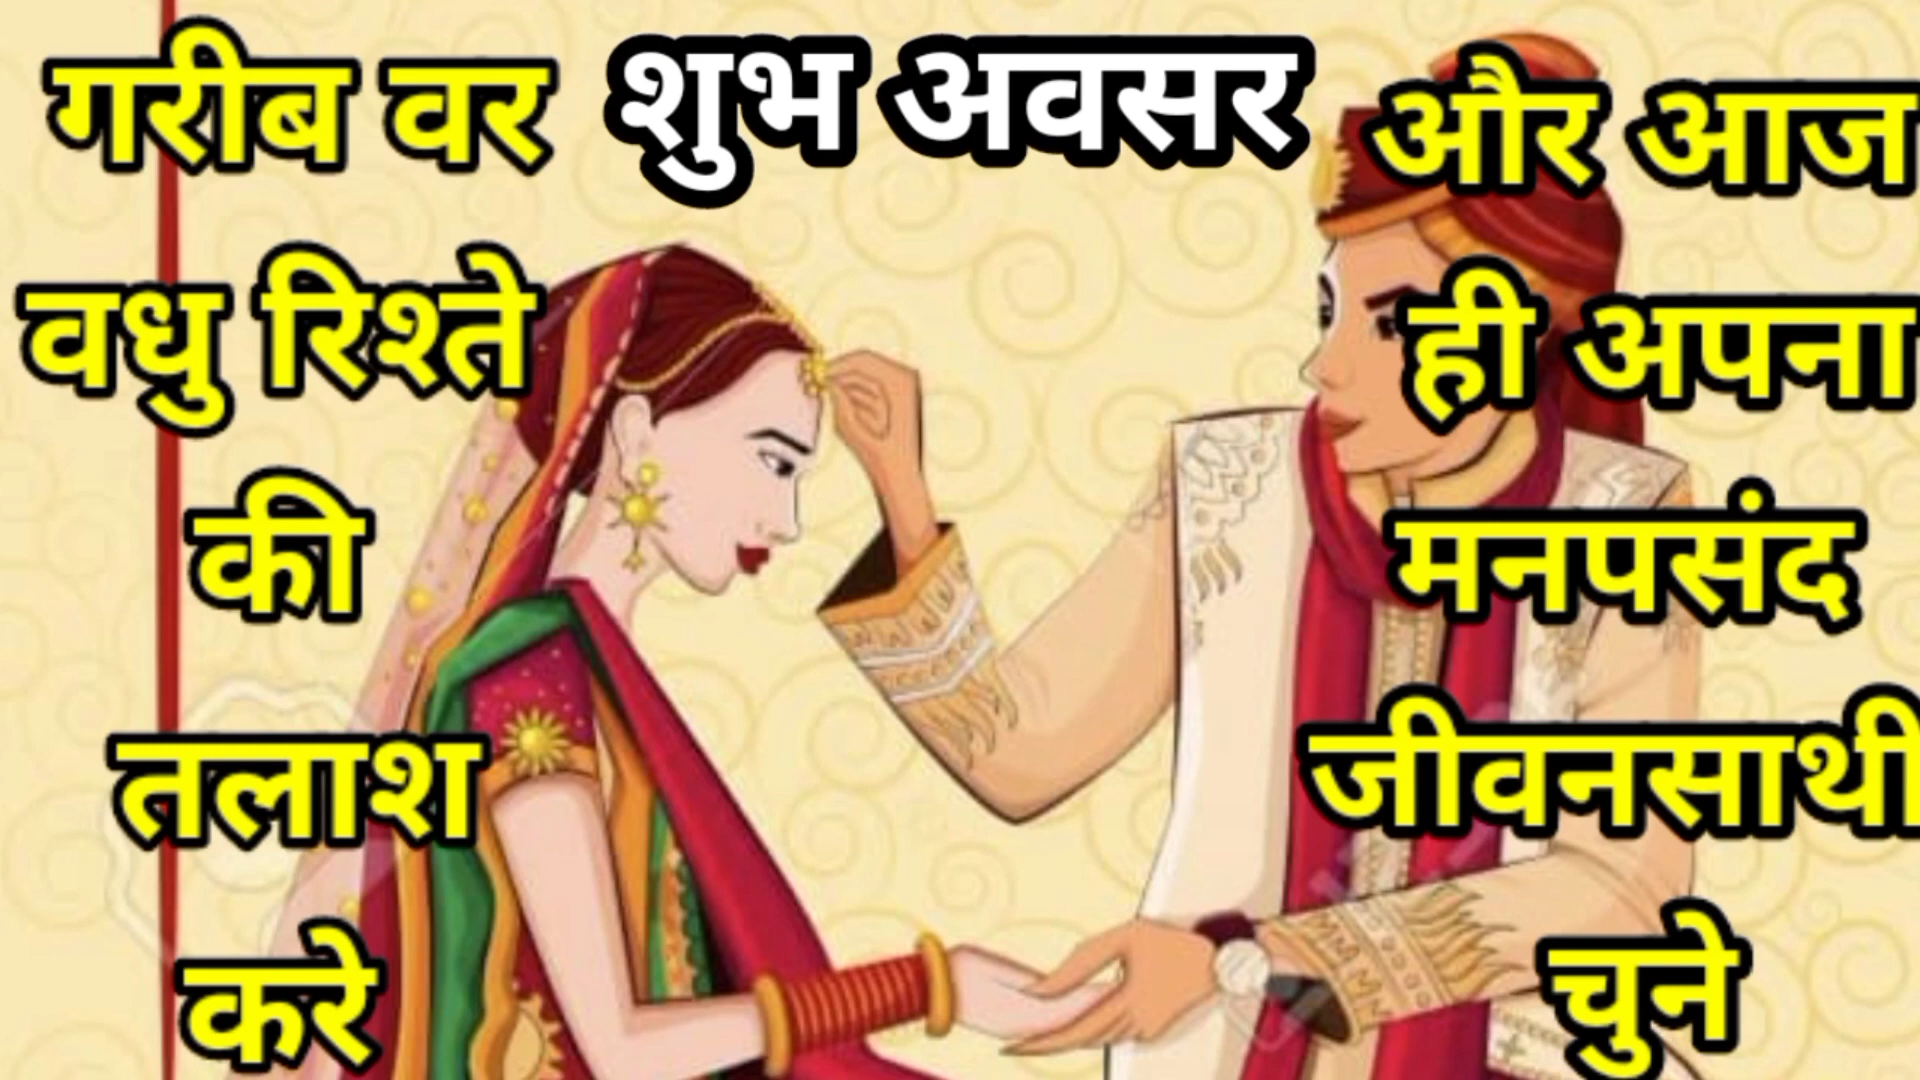 शुभ अवसर
गरीब वर
वधु रिश्ते
की
तलाश
करे
और आज
ही अपना
मनपसंद
जीवनसाथी
चुने